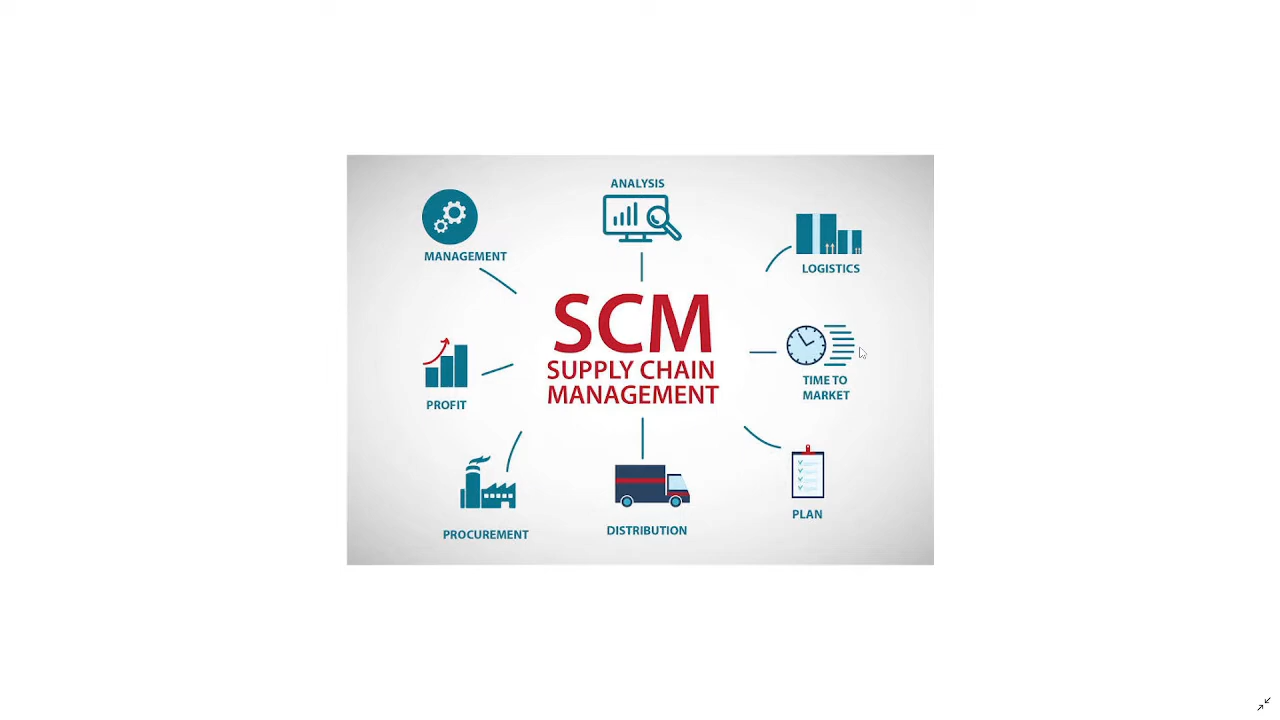 ANALYSIS
MANAGEMENT
LOGISTICS
SCM
SUPPLY CHAIN
MANAGEMENT
TIME TO
MARKET
PROFIT
PLAN
PROCUREMENT
DISTRIBUTION